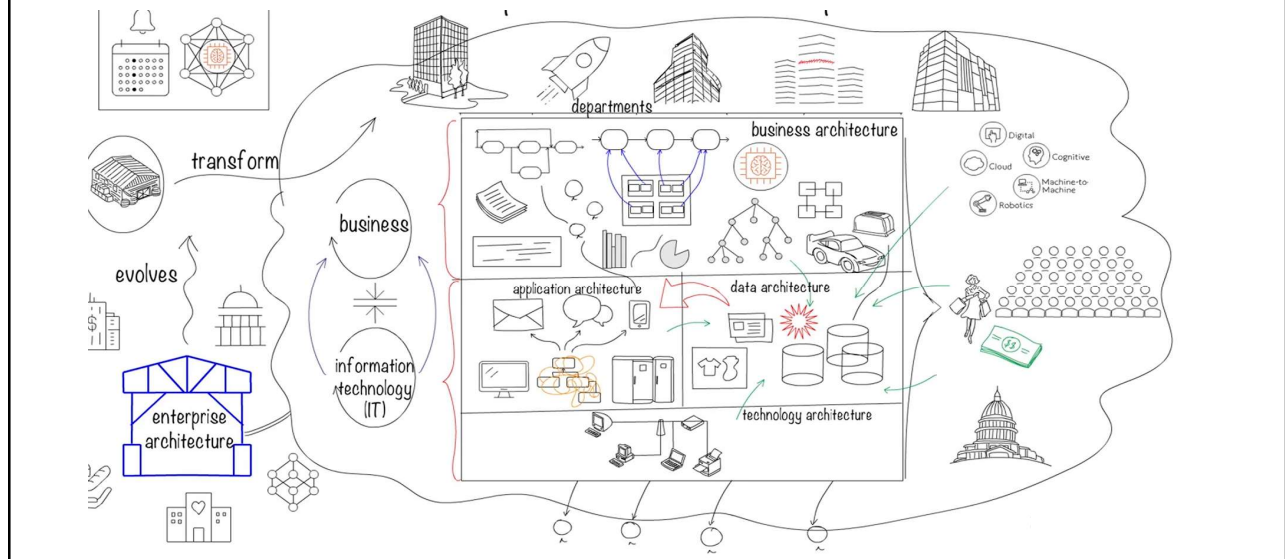 departments
business architecture
transform
business
evolves
application architecture
data architecture
information
technology
(IT)
enterprise
architecture
technology architecture
Digital
Cognitive
Cloud
Machine-to-
Machine
Robotics
$
$$